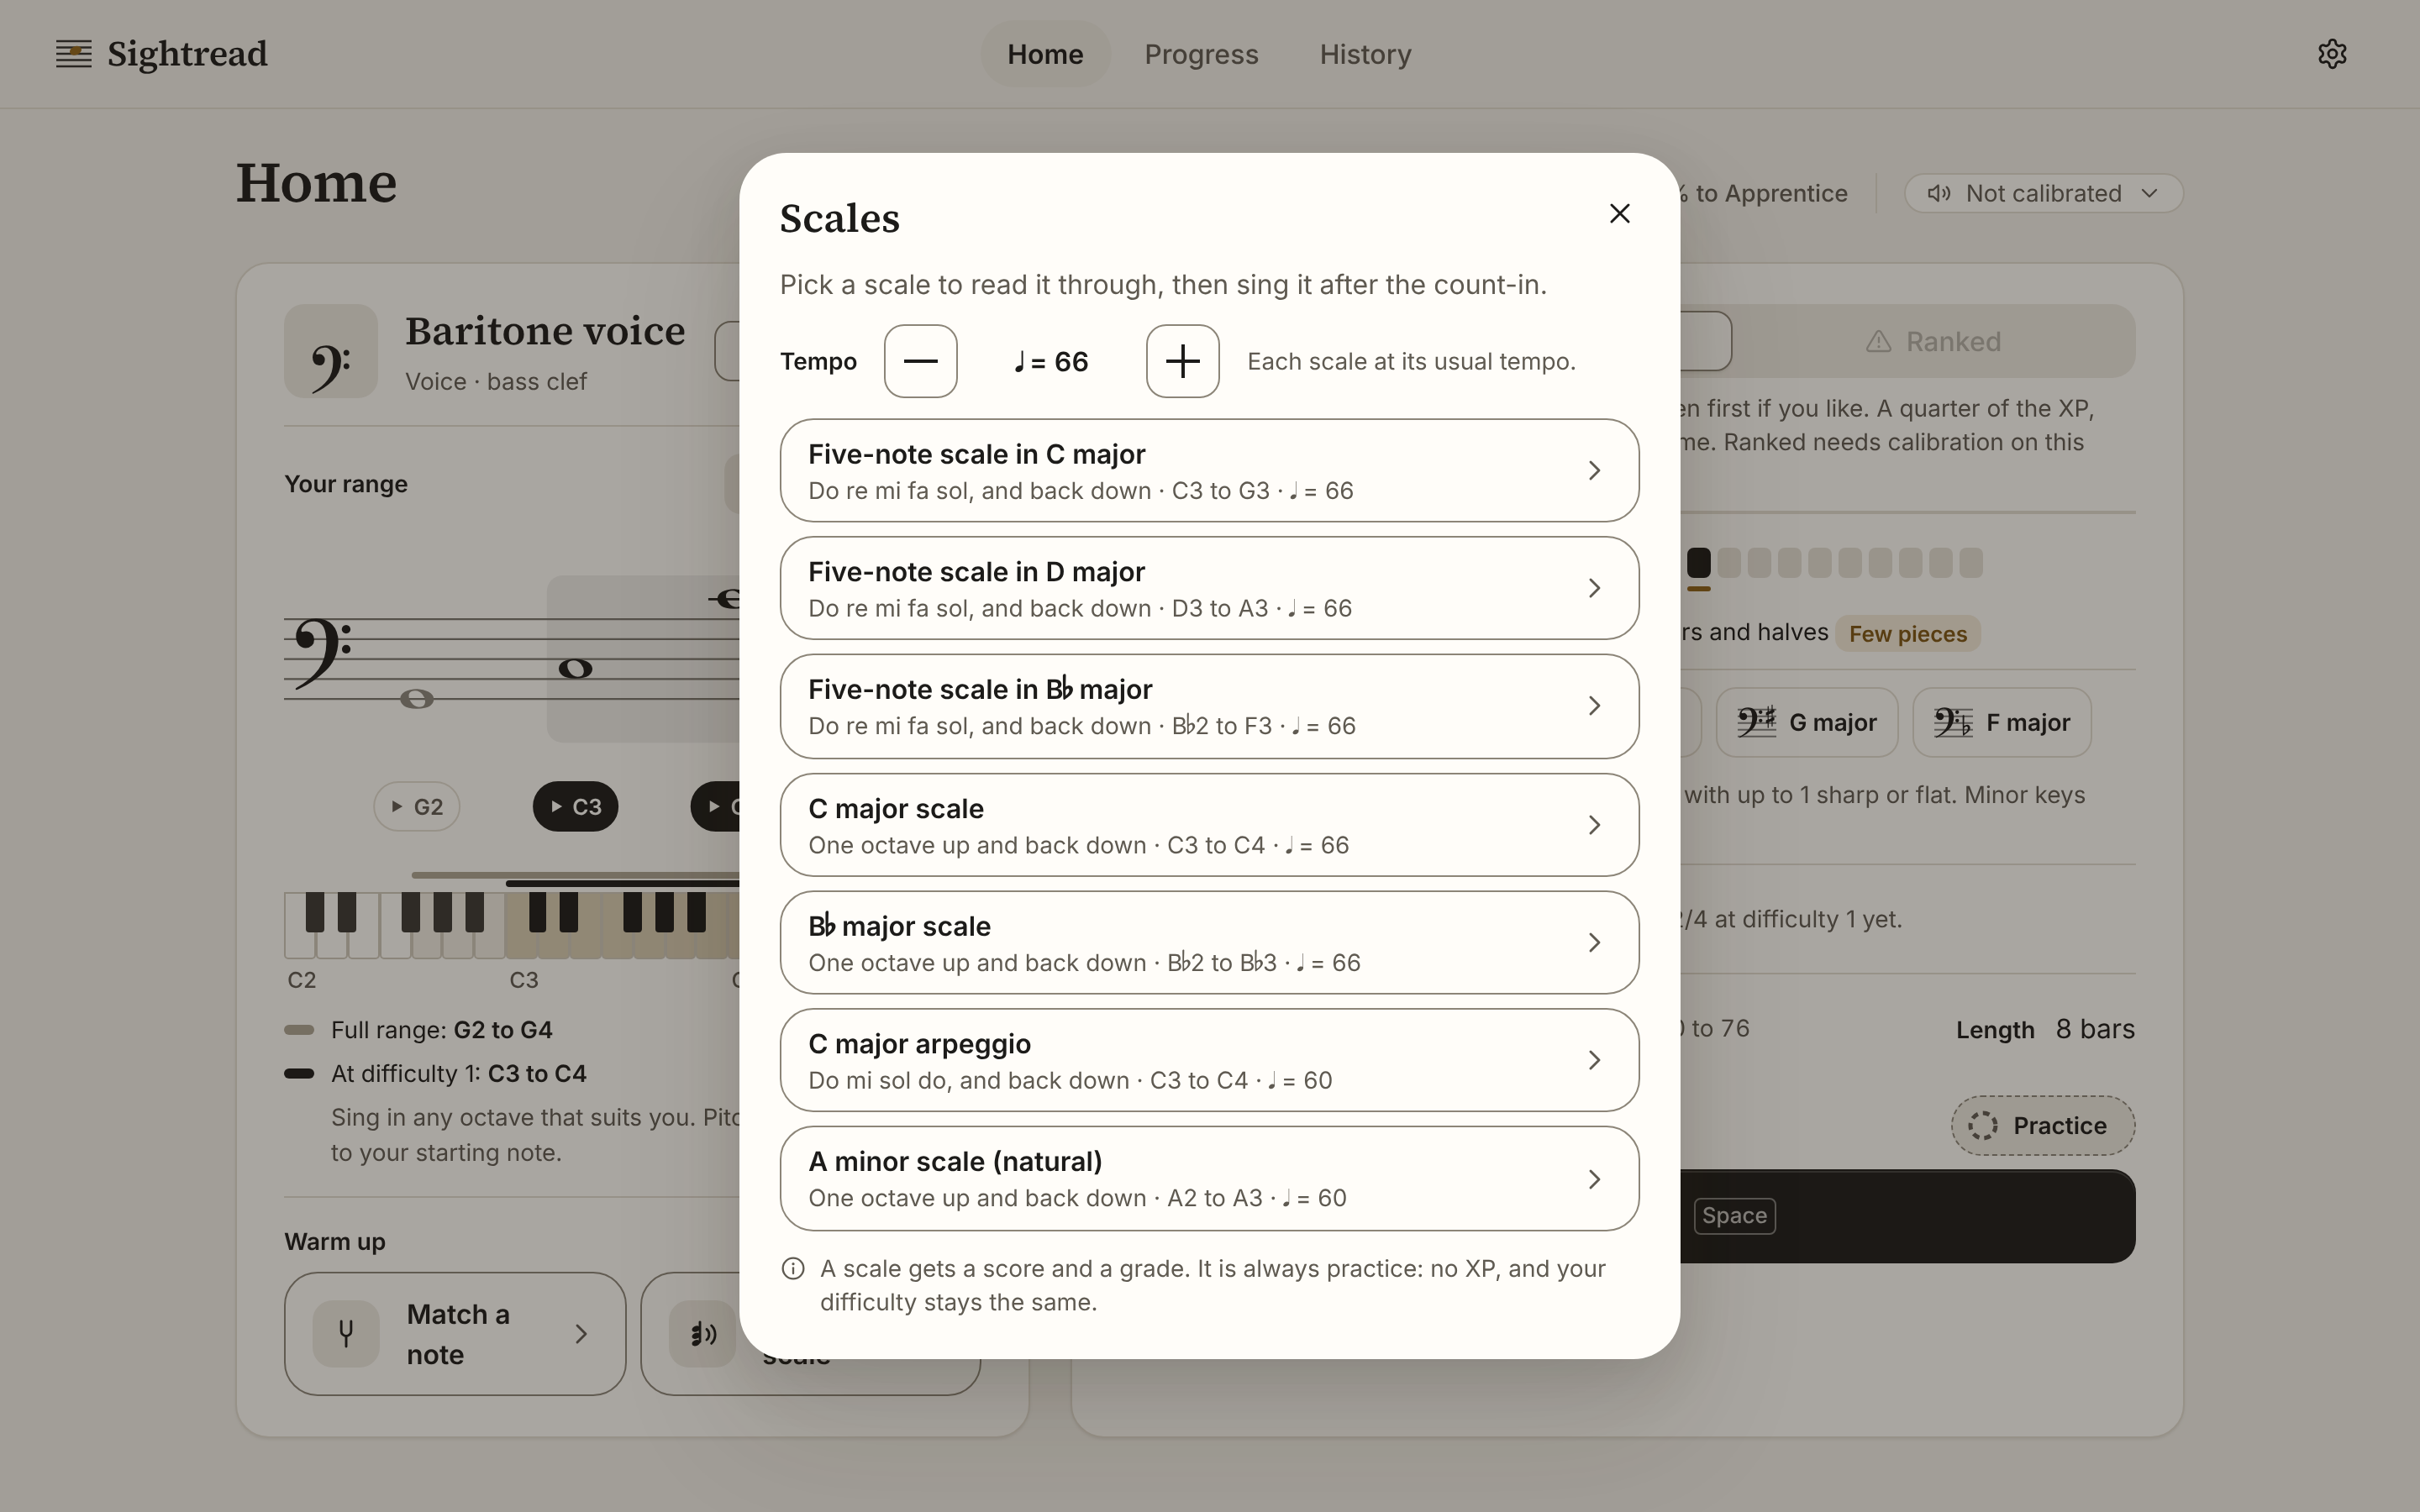 Sightread
Home
Progress
History
Home
% to Apprentice
Not calibrated
Baritone voice
Voice · bass clef
Your range
G2
C3
C2
C3
Full range: G2 to G4
At difficulty 1: C3 to C4
Sing in any octave that suits you.
to your starting note.
Warm up
Match a
note
scale
Scales
Pick a scale to read it through, then sing it after the count-in.
Tempo
♩ = 66
Each scale at its usual tempo.
Five-note scale in C major
Do re mi fa sol, and back down · C3 to G3 · ♩ = 66
Five-note scale in D major
Do re mi fa sol, and back down · D3 to A3 · ♩ = 66
Five-note scale in B♭ major
Do re mi fa sol, and back down · B♭2 to F3 · ♩ = 66
C major scale
One octave up and back down · C3 to C4 · ♩ = 66
B♭ major scale
One octave up and back down · B♭2 to B♭3 · ♩ = 66
C major arpeggio
Do mi sol do, and back down · C3 to C4 · ♩ = 60
A minor scale (natural)
One octave up and back down · A2 to A3 · ♩ = 60
A scale gets a score and a grade. It is always practice: no XP, and your
difficulty stays the same.
Ranked
first if you like. A quarter of the XP,
Ranked needs calibration on this
and halves
Few pieces
G major
F major
with up to 1 sharp or flat. Minor keys
/4 at difficulty 1 yet.
to 76
Length 8 bars
Practice
Space